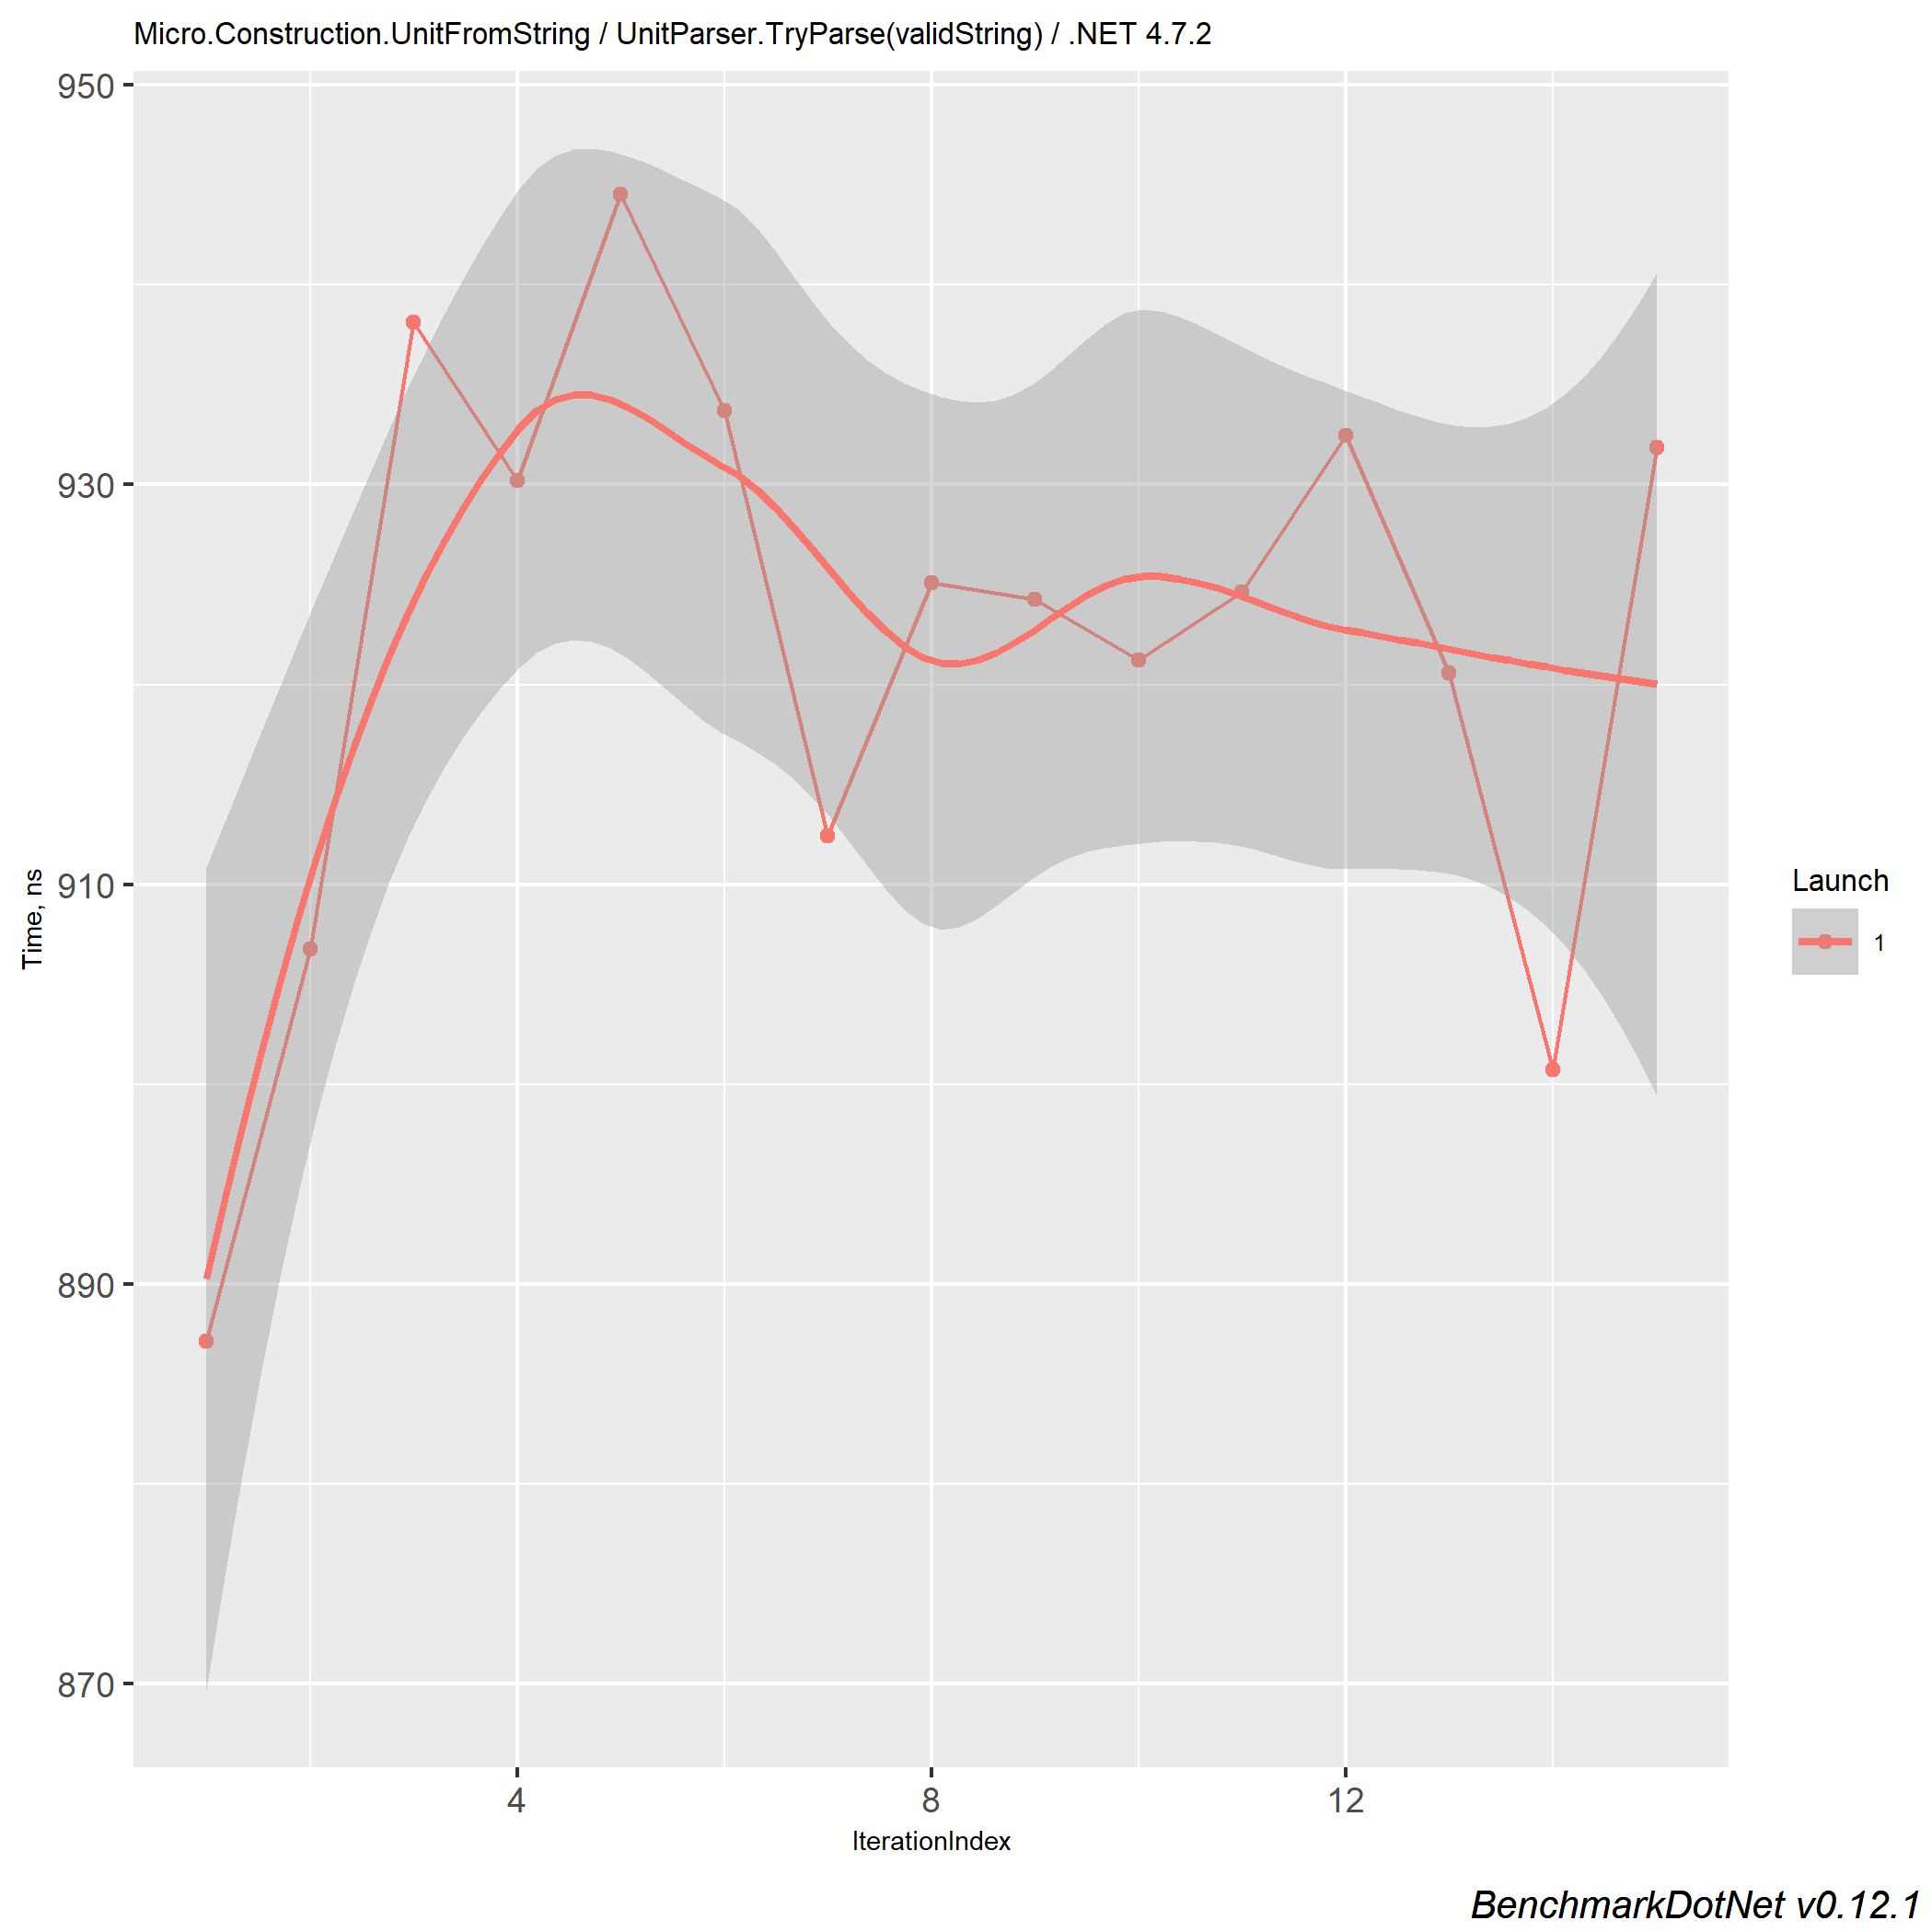 Micro.Construction.UnitFromString / UnitParser.TryParse(validString) / .NET 4.7.2
950
930
910
890
870
Time, ns
4 8 12
IterationIndex
Launch
1
BenchmarkDotNet v0.12.1